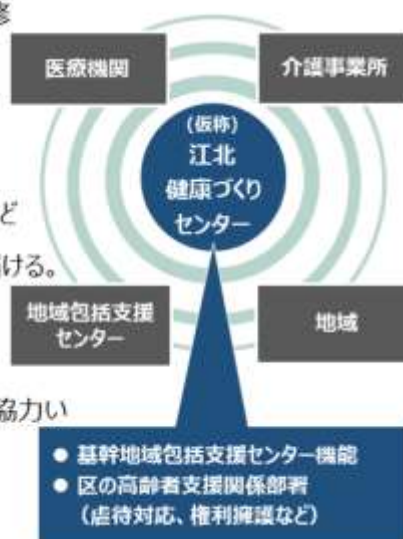 修
医療機関
介護事業所
(仮称)
江北
健康づくり
センター
ど
ける。
地域包括支援
センター
地域
協力い
● 基幹地域包括支援センター機能
● 区の高齢者支援関係部署
(虐待対応、権利擁護など)